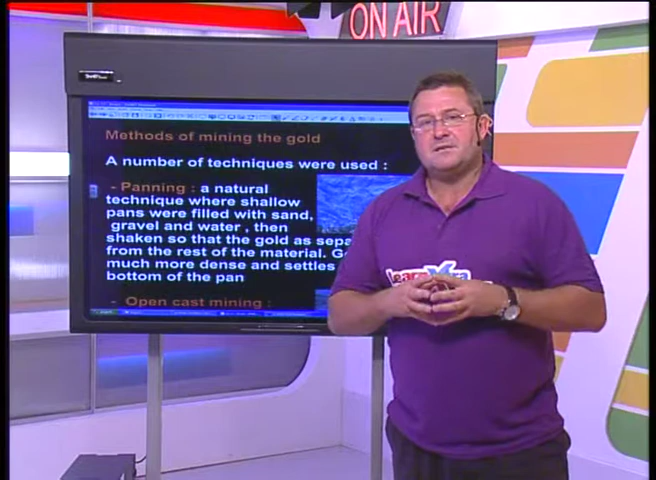 ON AIR
Methods of mining the gold
A number of techniques were used :
- Panning : a natural
technique where shallow
pans were filled with sand,
gravel and water , then
shaken so that the gold as
from the rest of the material.
much more dense and settles
bottom of the pan
- Open cast mining :